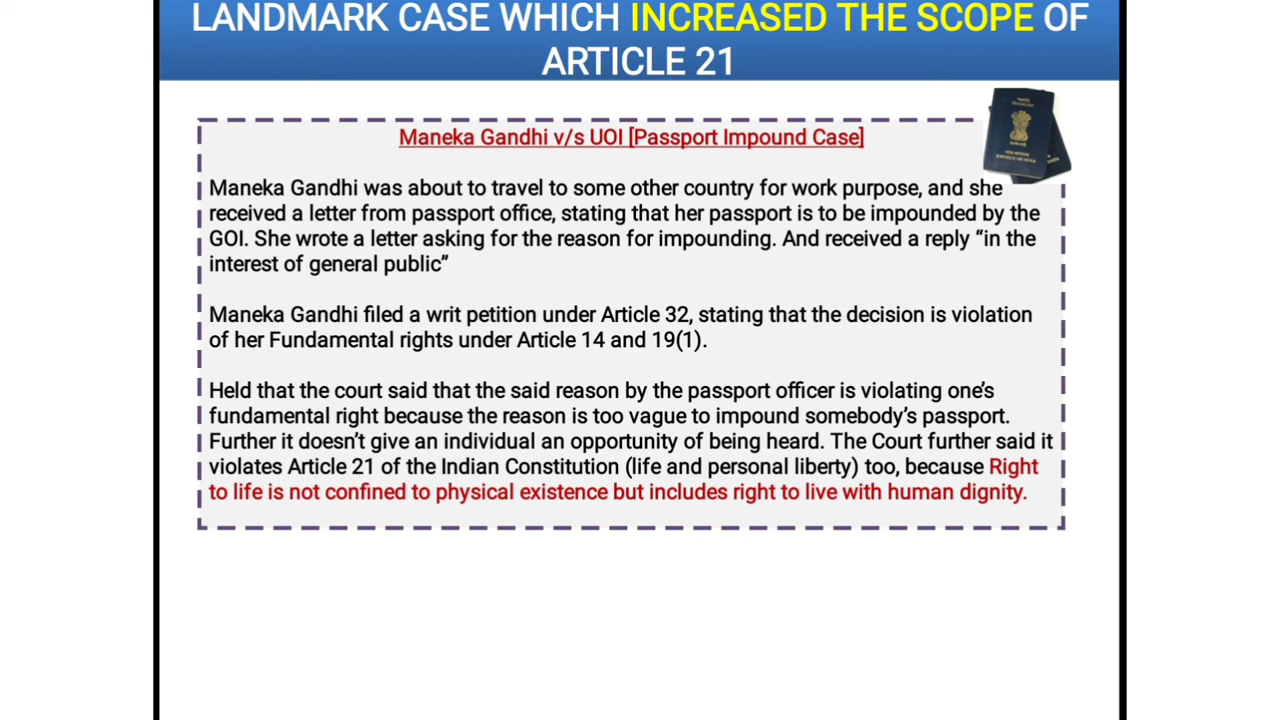 LANDMARK CASE WHICH INCREASED THE SCOPE OF
ARTICLE 21
Maneka Gandhi v/s UOI [Passport Impound Case]
Maneka Gandhi was about to travel to some other country for work purpose, and she
received a letter from passport office, stating that her passport is to be impounded by the
GOI. She wrote a letter asking for the reason for impounding. And received a reply “in the
interest of general public”
Maneka Gandhi filed a writ petition under Article 32, stating that the decision is violation
of her Fundamental rights under Article 14 and 19(1).
Held that the court said that the said reason by the passport officer is violating one’s
fundamental right because the reason is too vague to impound somebody’s passport.
Further it doesn’t give an individual an opportunity of being heard. The Court further said it
violates Article 21 of the Indian Constitution (life and personal liberty) too, because Right
to life is not confined to physical existence but includes right to live with human dignity.